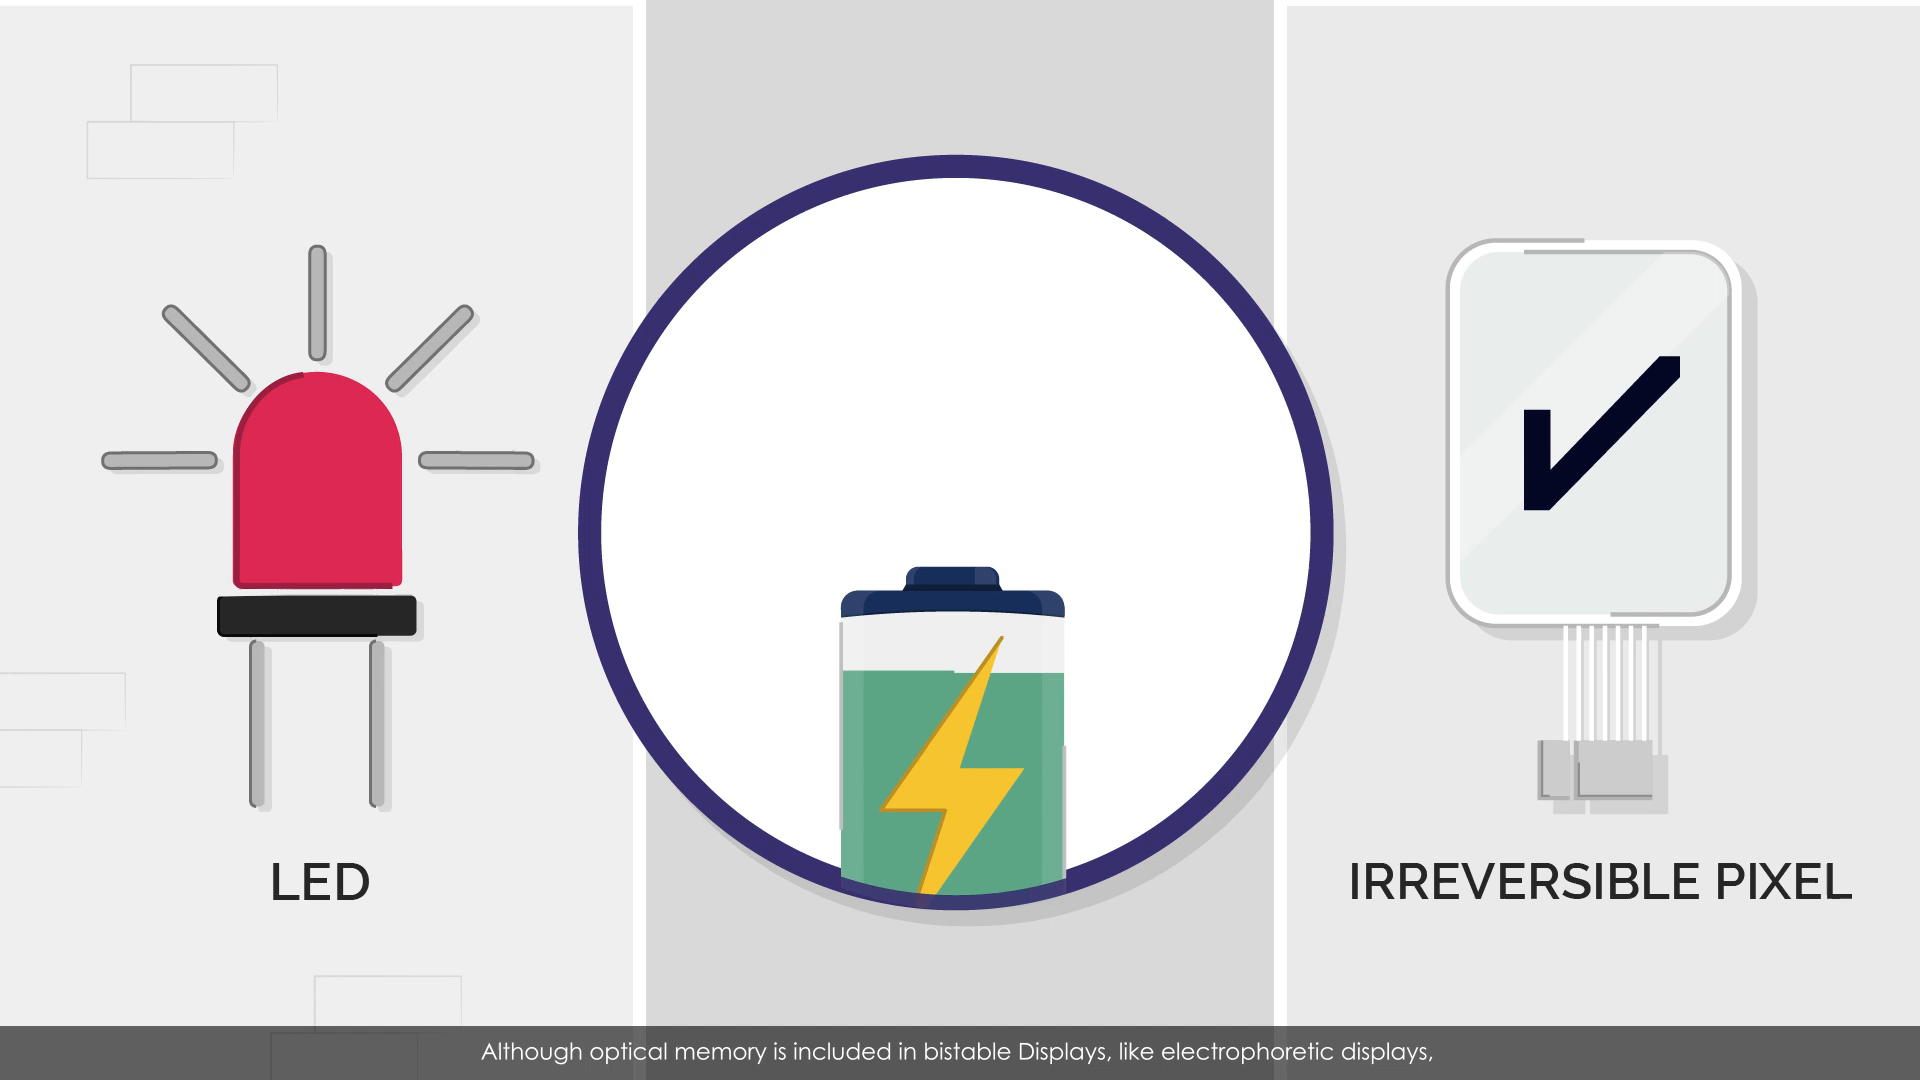 LED
IRREVERSIBLE PIXEL
Although optical memory is included in bistable Displays, like electrophoretic displays,